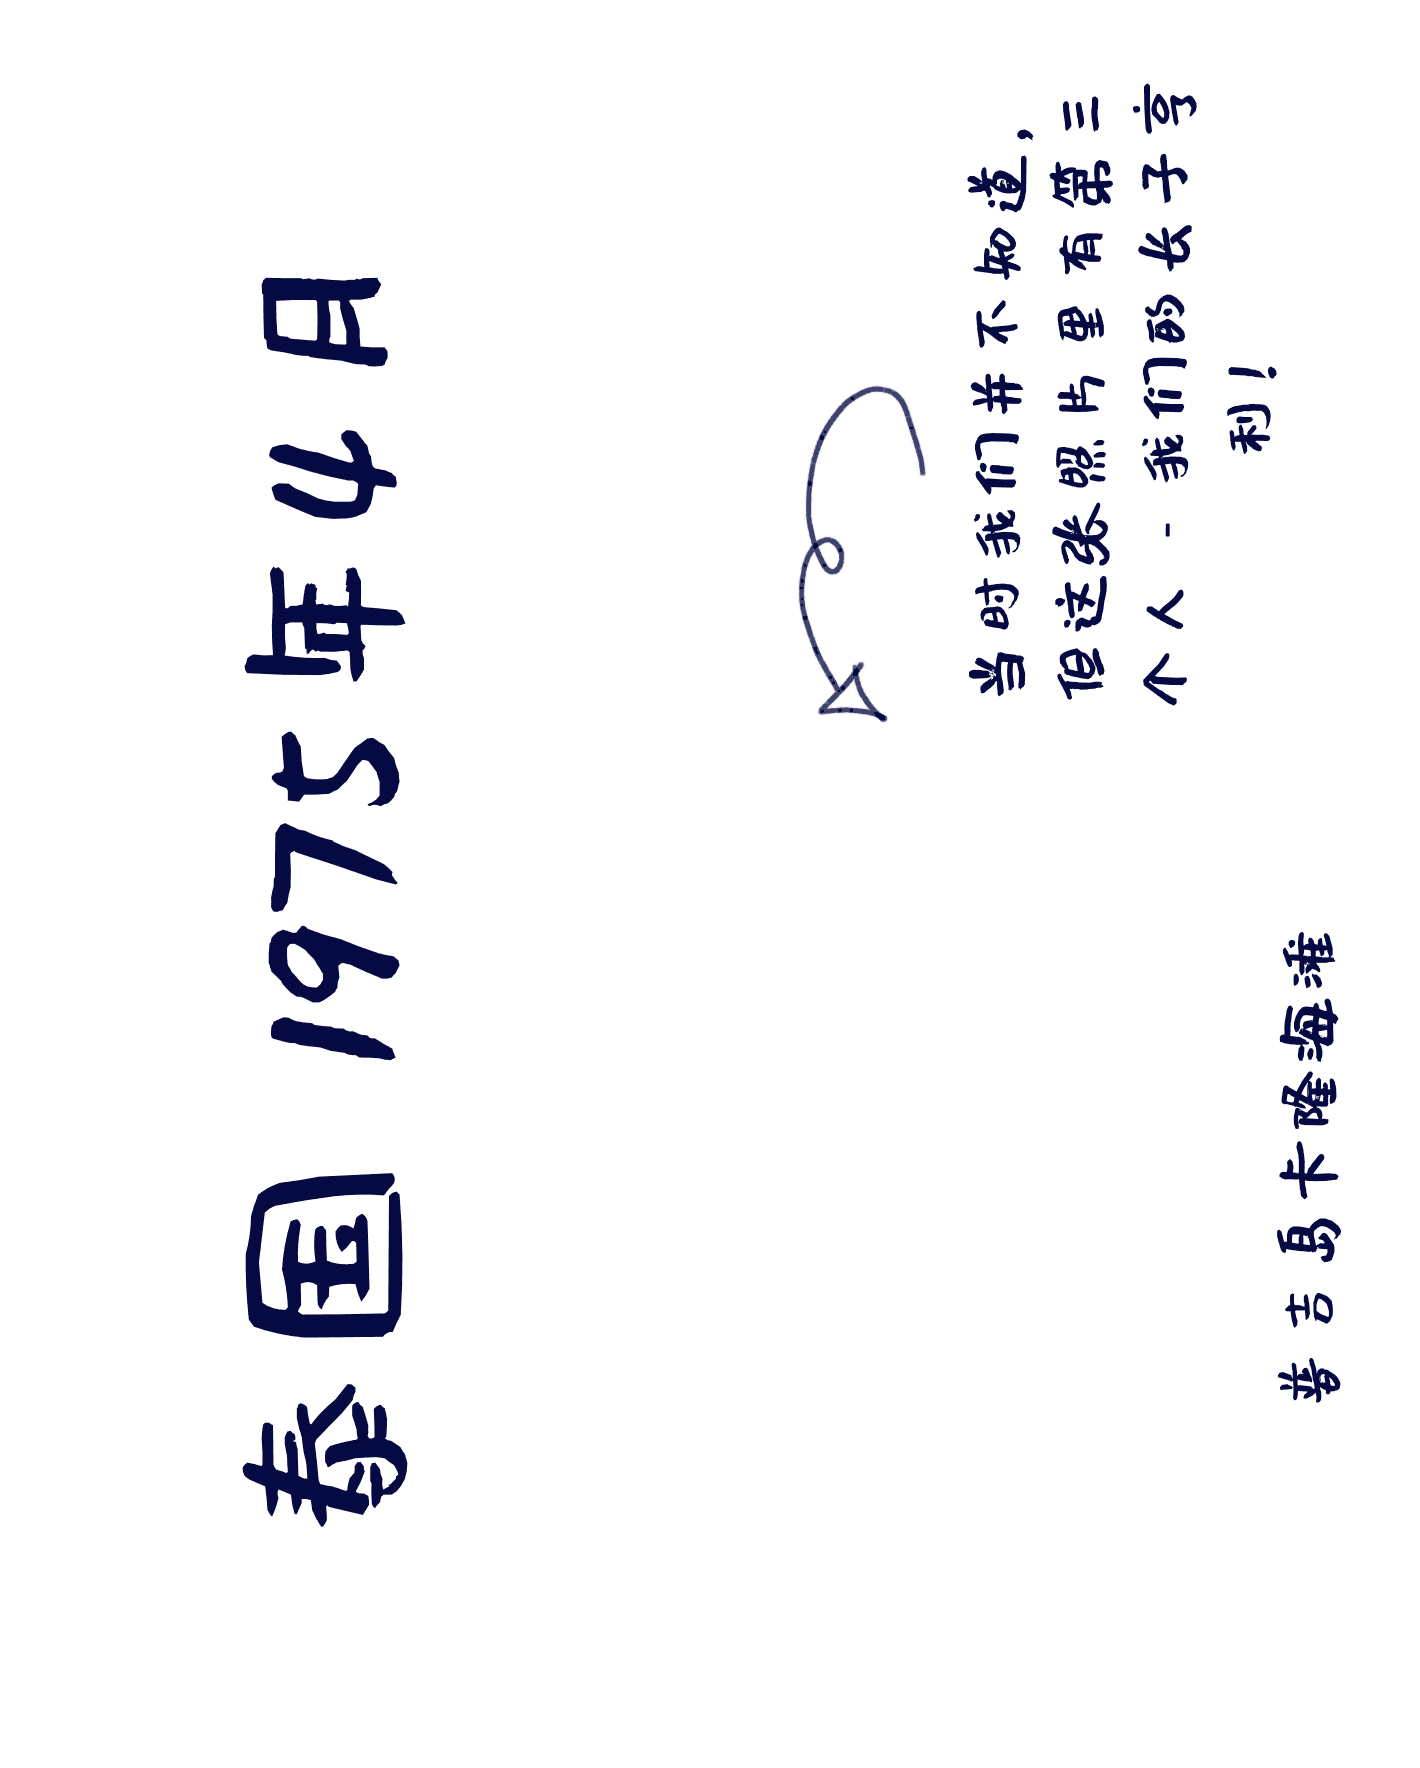 泰国 1975年4月
当时我们并不知道，
但这张照片里有第三
个人 - 我们的长子亨
利！
普吉岛卡隆海滩